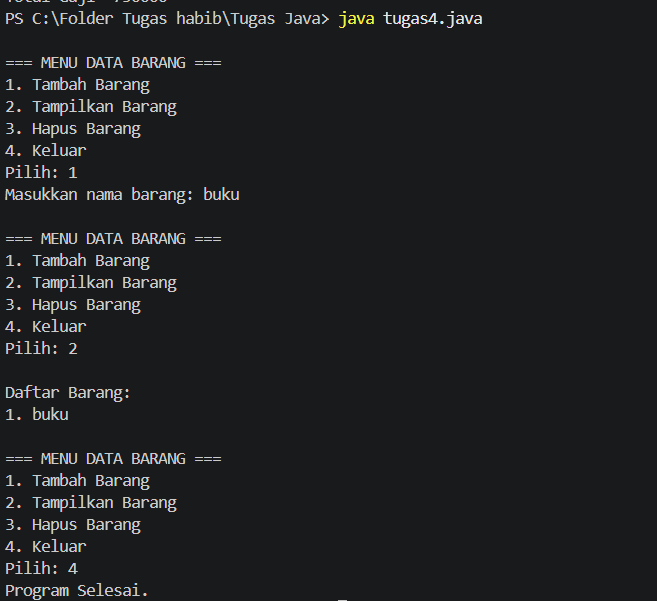 Total Gaji  750000
PS C:\Folder Tugas habib\Tugas Java> java tugas4.java
=== MENU DATA BARANG ===
1. Tambah Barang
2. Tampilkan Barang
3. Hapus Barang
4. Keluar
Pilih: 1
Masukkan nama barang: buku
=== MENU DATA BARANG ===
1. Tambah Barang
2. Tampilkan Barang
3. Hapus Barang
4. Keluar
Pilih: 2
Daftar Barang:
1. buku
=== MENU DATA BARANG ===
1. Tambah Barang
2. Tampilkan Barang
3. Hapus Barang
4. Keluar
Pilih: 4
Program Selesai.